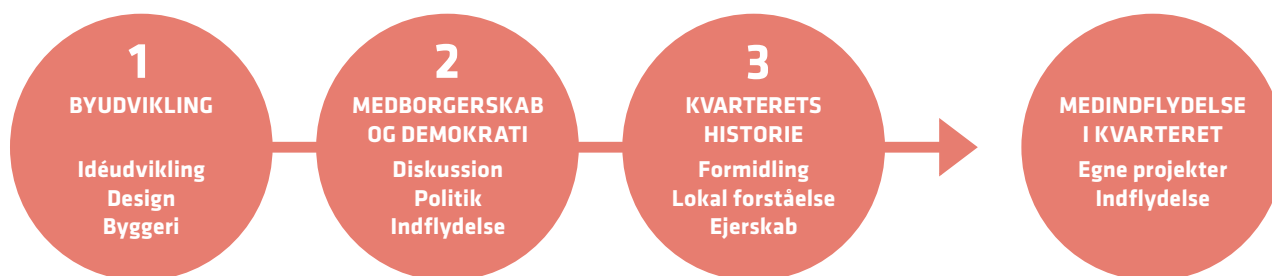 1
BYUDVIKLING
Idéudvikling
Design
Byggeri
2
MEDBORGERSKAB
OG DEMOKRATI
Diskussion
Politik
Indflydelse
3
KVARTERETS
HISTORIE
Formidling
Lokal forståelse
Ejerskab
MEDINDFLYDELSE
I KVARTERET
Egne projekter
Indflydelse